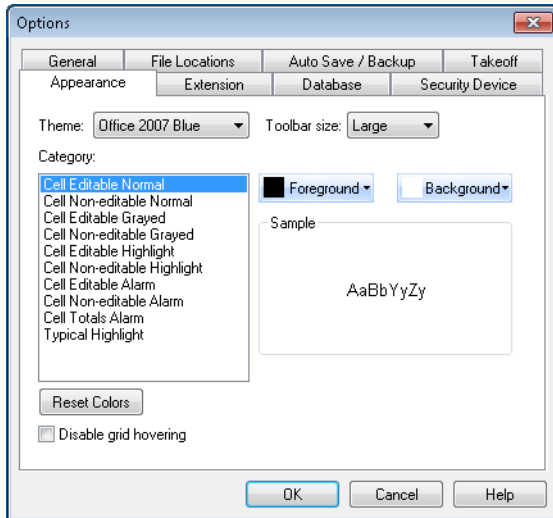 Options
General File Locations Auto Save / Backup Takeoff
Appearance Extension Database Security Device
Theme: Office 2007 Blue Toolbar size: Large
Category:
Cell Editable Normal
Cell Non-editable Normal
Cell Editable Grayed
Cell Non-editable Grayed
Cell Editable Highlight
Cell Non-editable Highlight
Cell Editable Alarm
Cell Non-editable Alarm
Cell Totals Alarm
Typical Highlight
Foreground Background
Sample
AaBbYyZy
Reset Colors
Disable grid hovering
OK Cancel Help